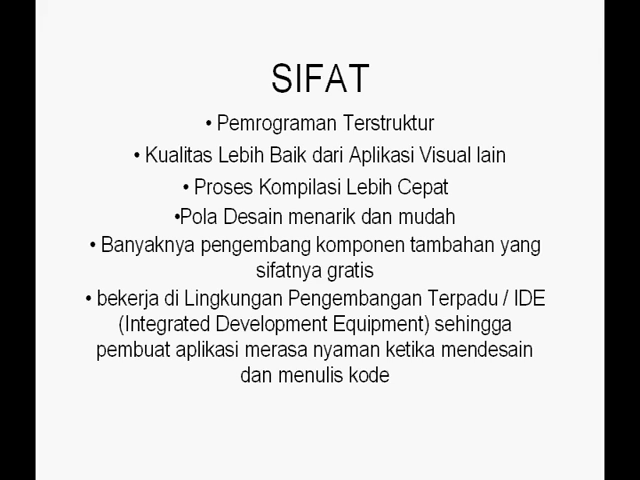 SIFAT
• Pemrograman Terstruktur
• Kualitas Lebih Baik dari Aplikasi Visual lain
• Proses Kompilasi Lebih Cepat
•Pola Desain menarik dan mudah
• Banyaknya pengembang komponen tambahan yang
sifatnya gratis
• bekerja di Lingkungan Pengembangan Terpadu / IDE
(Integrated Development Equipment) sehingga
pembuat aplikasi merasa nyaman ketika mendesain
dan menulis kode